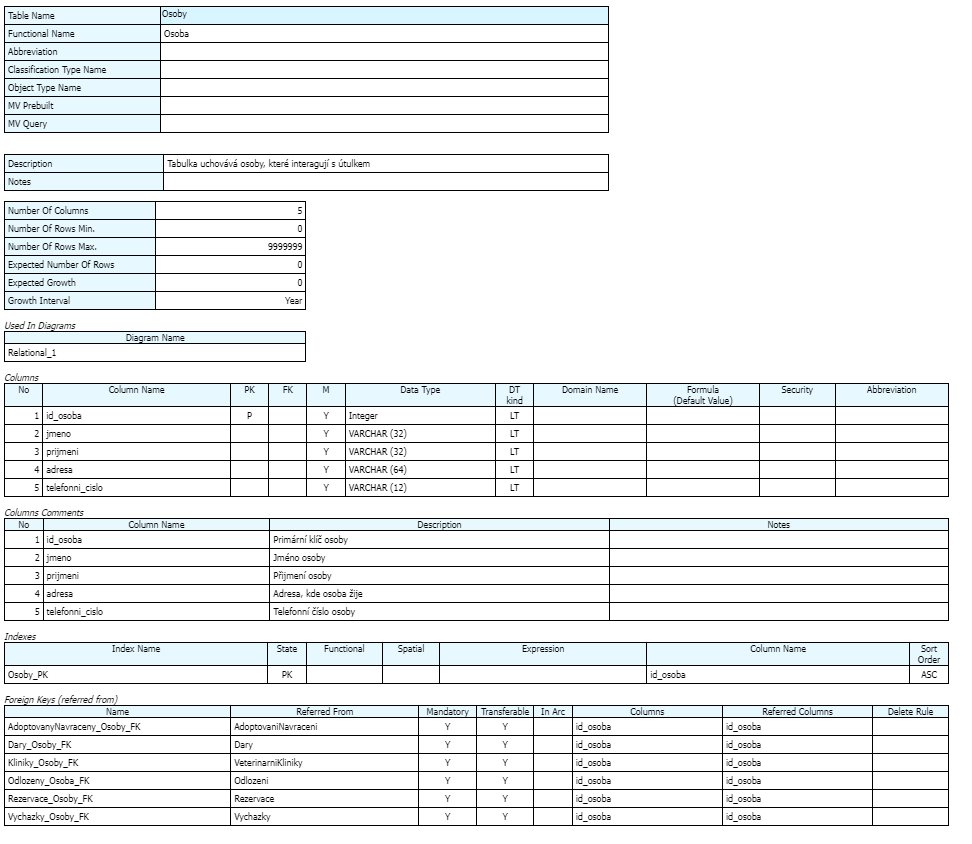 Table Name Osoby
Functional Name Osoba
Abbreviation
Classification Type Name
Object Type Name
MV Prebuilt
MV Query
Description Tabulka uchovává osoby, které interagují s útulkem
Notes
Number Of Columns 5
Number Of Rows Min. 0
Number Of Rows Max. 9999999
Expected Number Of Rows 0
Expected Growth 0
Growth Interval Year
Used In Diagrams
Diagram Name
Relational_1
Columns
No Column Name PK FK M Data Type DT kind Domain Name Formula (Default Value) Security Abbreviation
1 id_osoba P Y Integer LT
2 jmeno Y VARCHAR (32) LT
3 prijmeni Y VARCHAR (32) LT
4 adresa Y VARCHAR (64) LT
5 telefonni_cislo Y VARCHAR (12) LT
Columns Comments
No Column Name Description Notes
1 id_osoba Primární klíč osoby
2 jmeno Jméno osoby
3 prijmeni Přijmení osoby
4 adresa Adresa, kde osoba žije
5 telefonni_cislo Telefonní číslo osoby
Indexes
Index Name State Functional Spatial Expression Column Name Sort Order
Osoby_PK PK id_osoba ASC
Foreign Keys (referred from)
Name Referred From Mandatory Transferable In Arc Columns Referred Columns Delete Rule
AdoptovanyNavraceny_Osoby_FK AdoptovaniNavraceni Y Y id_osoba id_osoba
Dary_Osoby_FK Dary Y Y id_osoba id_osoba
Kliniky_Osoby_FK VeterinarniKliniky Y Y id_osoba id_osoba
Odlozeny_Osoba_FK Odlozeni Y Y id_osoba id_osoba
Rezervace_Osoby_FK Rezervace Y Y id_osoba id_osoba
Vychazky_Osoby_FK Vychazky Y Y id_osoba id_osoba